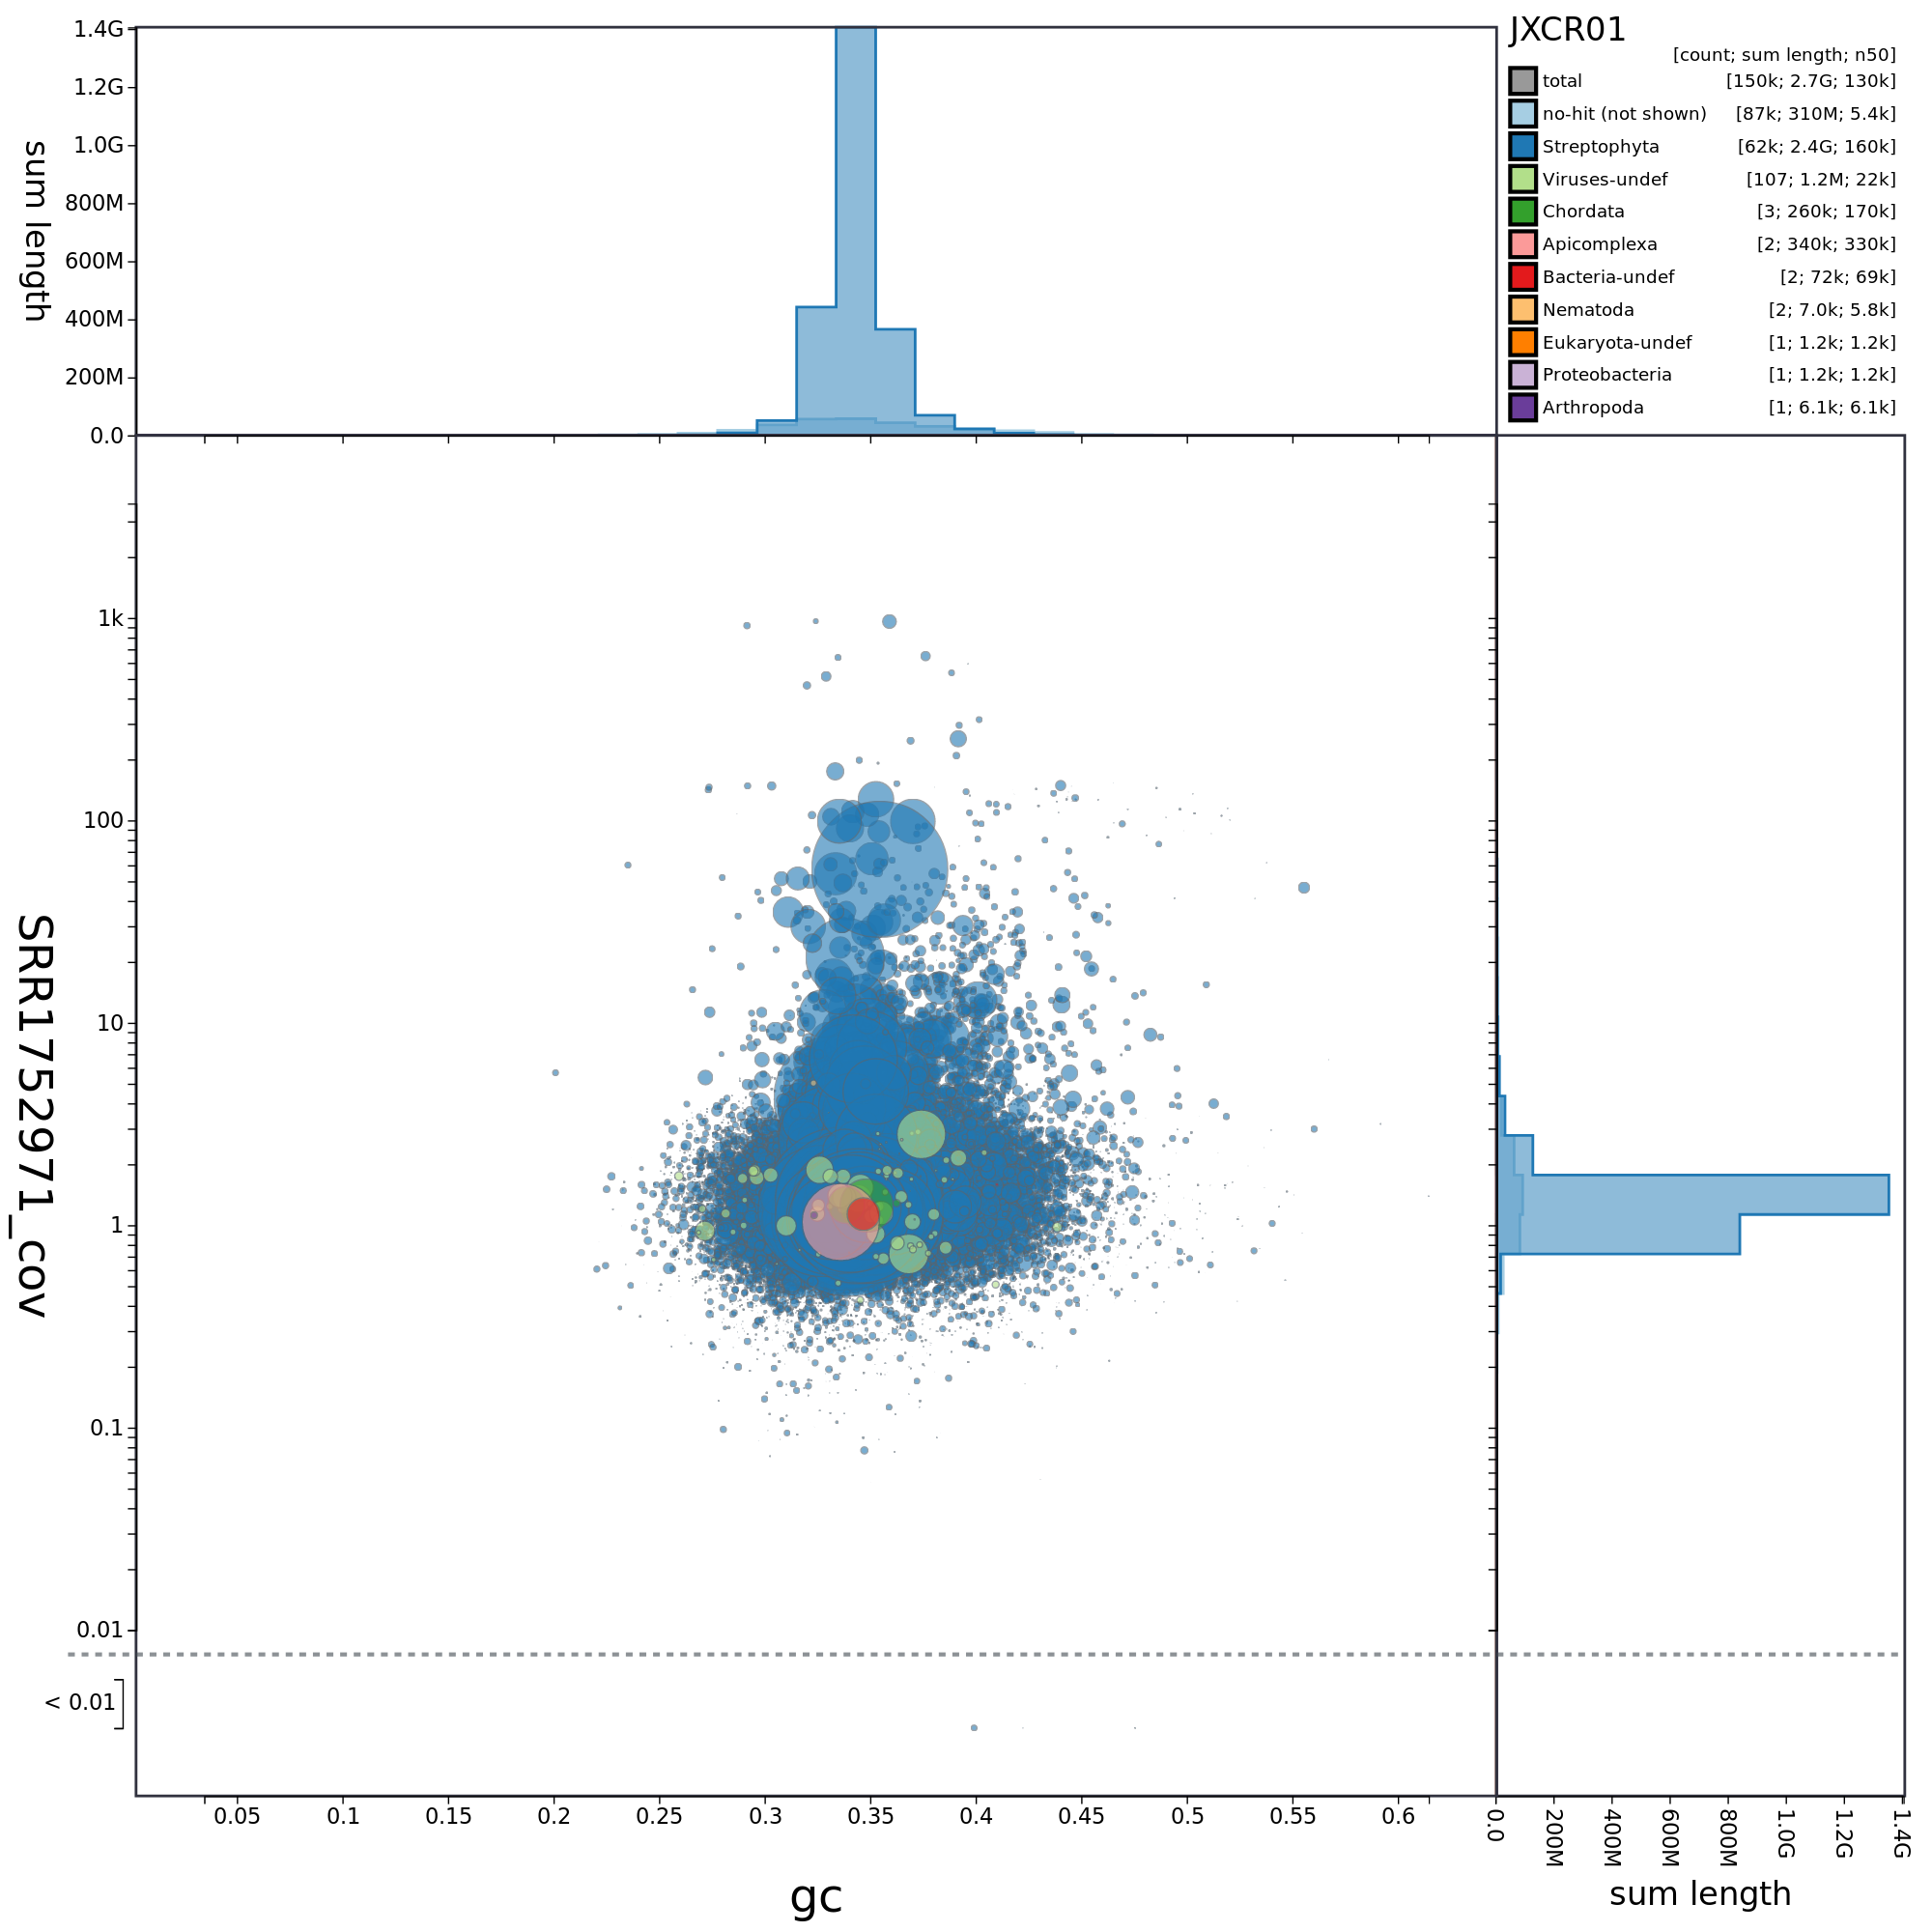 JXCR01
[count; sum length; n50]
total [150k; 2.7G; 130k]
no-hit (not shown) [87k; 310M; 5.4k]
Streptophyta [62k; 2.4G; 160k]
Viruses-undef [107; 1.2M; 22k]
Chordata [3; 260k; 170k]
Apicomplexa [2; 340k; 330k]
Bacteria-undef [2; 72k; 69k]
Nematoda [2; 7.0k; 5.8k]
Eukaryota-undef [1; 1.2k; 1.2k]
Proteobacteria [1; 1.2k; 1.2k]
Arthropoda [1; 6.1k; 6.1k]
sum length
1.4G
1.2G
1.0G
800M
600M
400M
200M
0.0
SRR1752971_cov
1k
100
10
1
0.1
0.01
< 0.01
0.05 0.1 0.15 0.2 0.25 0.3 0.35 0.4 0.45 0.5 0.55 0.6
gc
0.0 200M 400M 600M 800M 1.0G 1.2G 1.4G
sum length